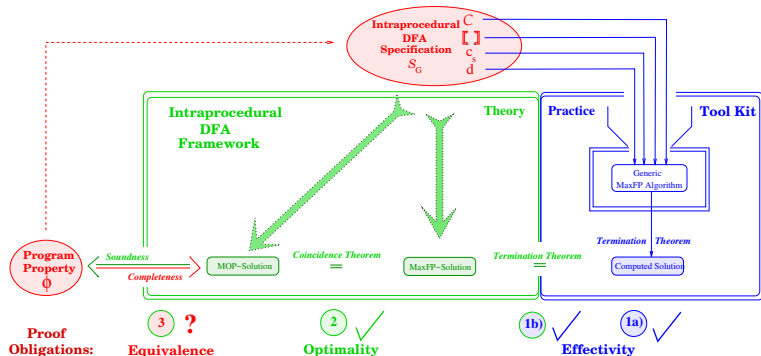 Intraprocedural
DFA
Specification
S_G
C
⟦ ⟧
c_s
d
Intraprocedural
DFA
Framework
Theory
Practice
Tool Kit
Generic
MaxFP Algorithm
Termination Theorem
Program
Property
ϕ
Soundness
Completeness
MOP−Solution
Coincidence Theorem
=
MaxFP−Solution
Termination Theorem
=
Computed Solution
Proof
Obligations:
3 ?
Equivalence
2 ✓
Optimality
1b) ✓
1a) ✓
Effectivity